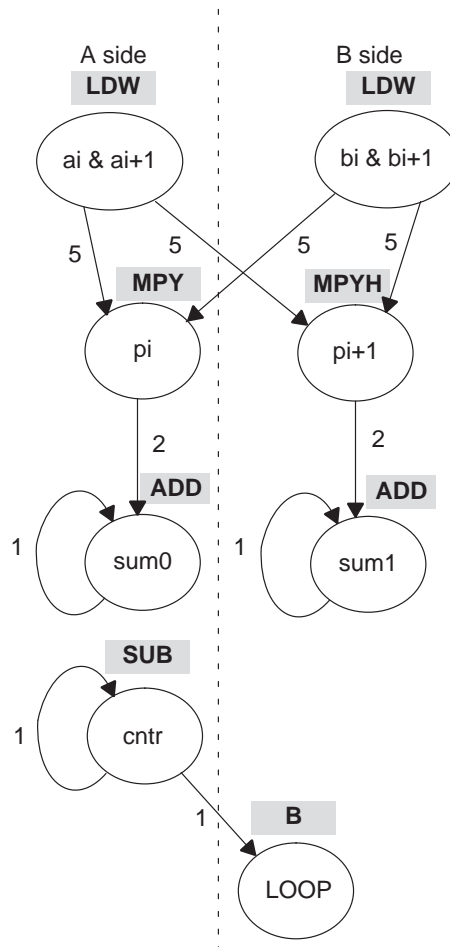 A side B side
LDW LDW
ai & ai+1 bi & bi+1
5 5 5 5
MPY MPYH
pi pi+1
2 2
ADD ADD
1 sum0 1 sum1
SUB
1 cntr
1 B
LOOP